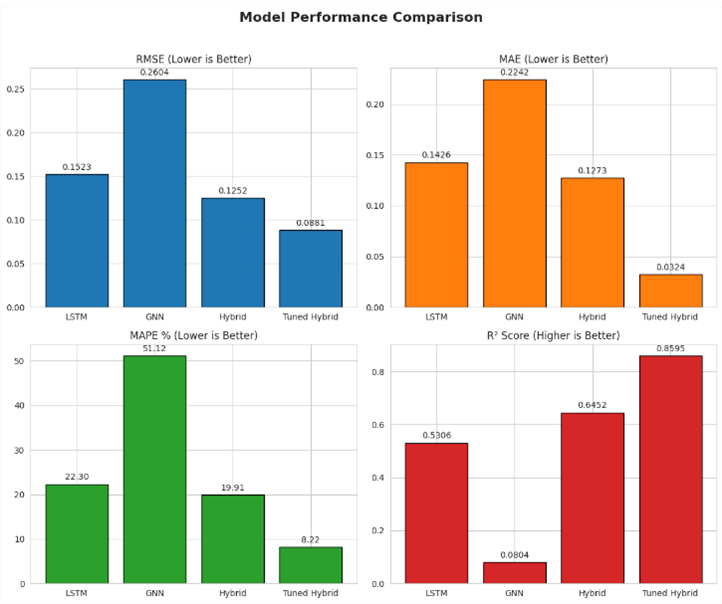 Model Performance Comparison
RMSE (Lower is Better)
0.25
0.20
0.15
0.10
0.05
0.00
0.1523
0.2604
0.1252
0.0881
LSTM
GNN
Hybrid
Tuned Hybrid
MAE (Lower is Better)
0.20
0.15
0.10
0.05
0.00
0.1426
0.2242
0.1273
0.0324
LSTM
GNN
Hybrid
Tuned Hybrid
MAPE % (Lower is Better)
50
40
30
20
10
0
22.30
51.12
19.91
8.22
LSTM
GNN
Hybrid
Tuned Hybrid
R² Score (Higher is Better)
0.8
0.6
0.4
0.2
0.0
0.5306
0.0804
0.6452
0.8595
LSTM
GNN
Hybrid
Tuned Hybrid